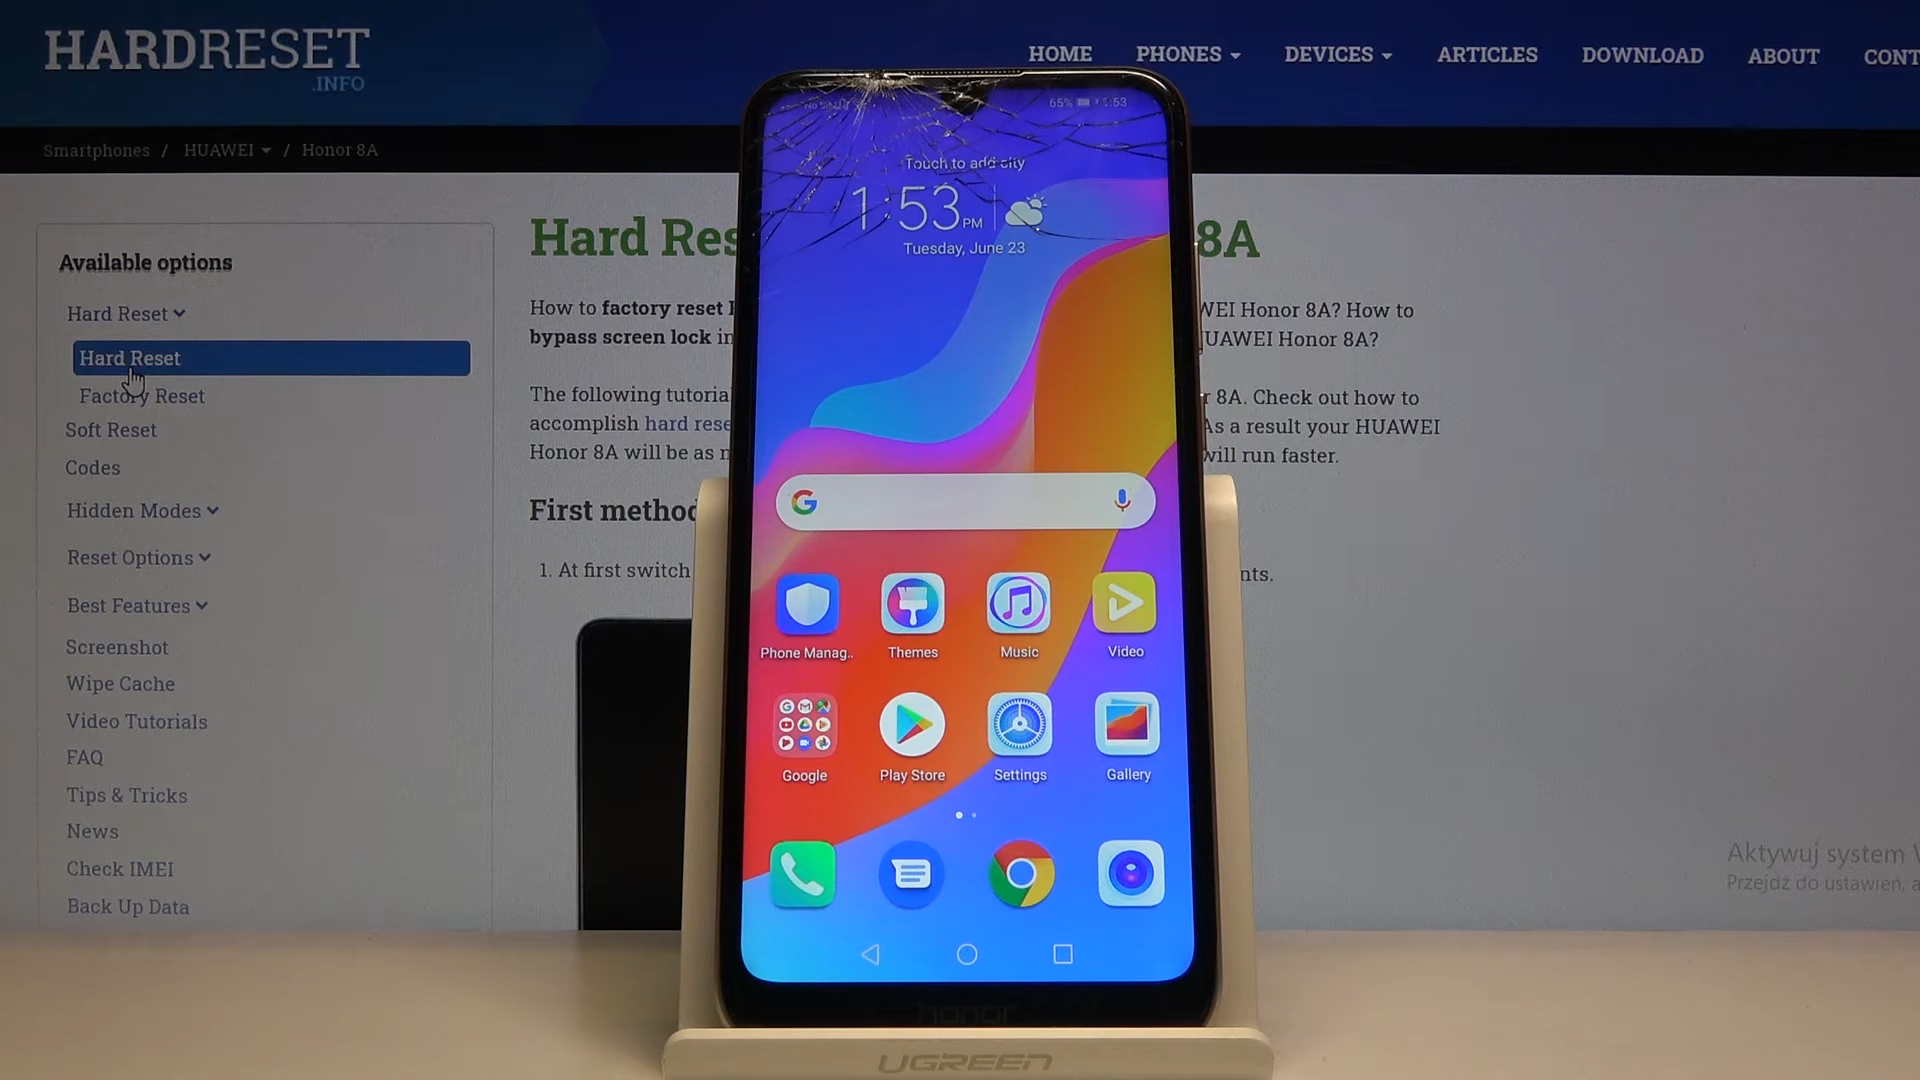 HARDRESET
.INFO
HOME PHONES DEVICES ARTICLES DOWNLOAD ABOUT CONT
Smartphones / HUAWEI / Honor 8A
Available options
Hard Reset
Hard Reset
Factory Reset
Soft Reset
Codes
Hidden Modes
Reset Options
Best Features
Screenshot
Wipe Cache
Video Tutorials
FAQ
Tips & Tricks
News
Check IMEI
Back Up Data
Hard Res 8A
How to factory reset WEI Honor 8A? How to
bypass screen lock in UAWEI Honor 8A?
The following tutoria r 8A. Check out how to
accomplish hard rese As a result your HUAWEI
Honor 8A will be as n will run faster.
First method
1. At first switch nts.
65% 1:53
Touch to add city
1:53 PM
Tuesday, June 23
Phone Manag..
Themes
Music
Video
Google
Play Store
Settings
Gallery
honor
UGREEN
Aktywuj system W
Przejdź do ustawień, a